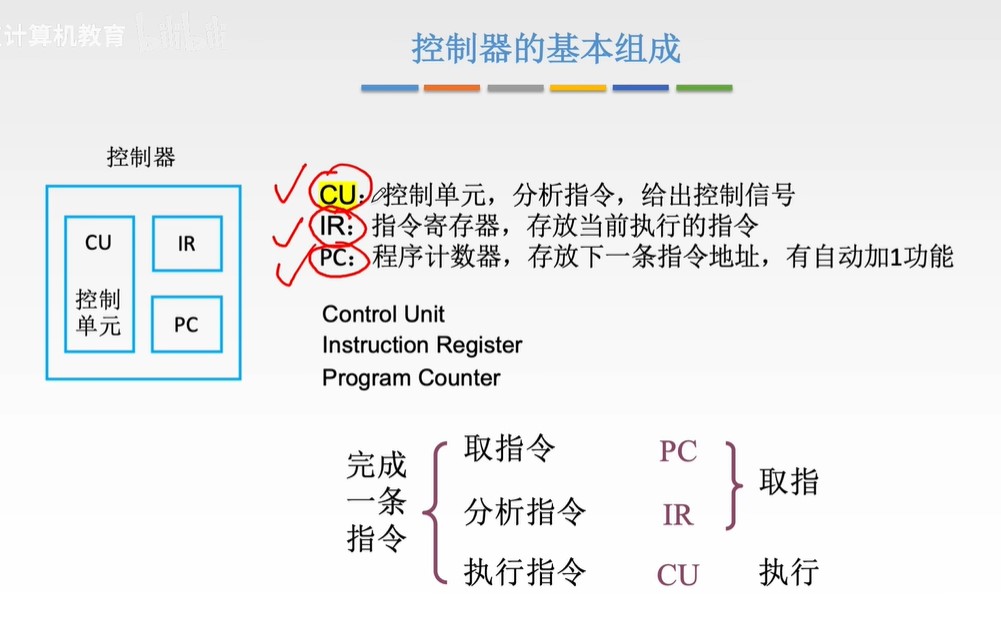 计算机教育
控制器的基本组成
控制器
CU
控制
单元
IR
PC
CU：控制单元，分析指令，给出控制信号
IR：指令寄存器，存放当前执行的指令
PC：程序计数器，存放下一条指令地址，有自动加1功能
Control Unit
Instruction Register
Program Counter
完成
一条
指令
取指令 PC
分析指令 IR
取指
执行指令 CU 执行